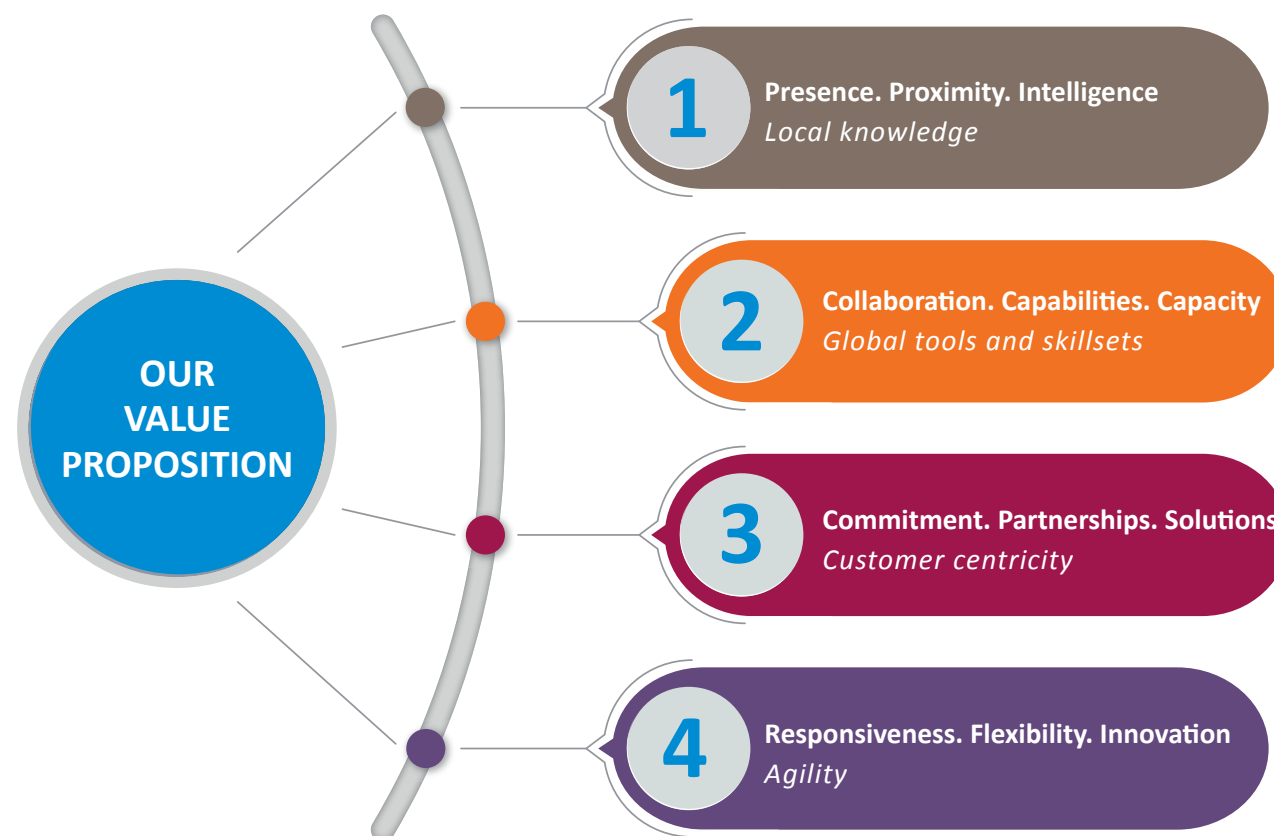 OUR
VALUE
PROPOSITION
1
Presence. Proximity. Intelligence
Local knowledge
2
Collaboration. Capabilities. Capacity
Global tools and skillsets
3
Commitment. Partnerships. Solutions
Customer centricity
4
Responsiveness. Flexibility. Innovation
Agility